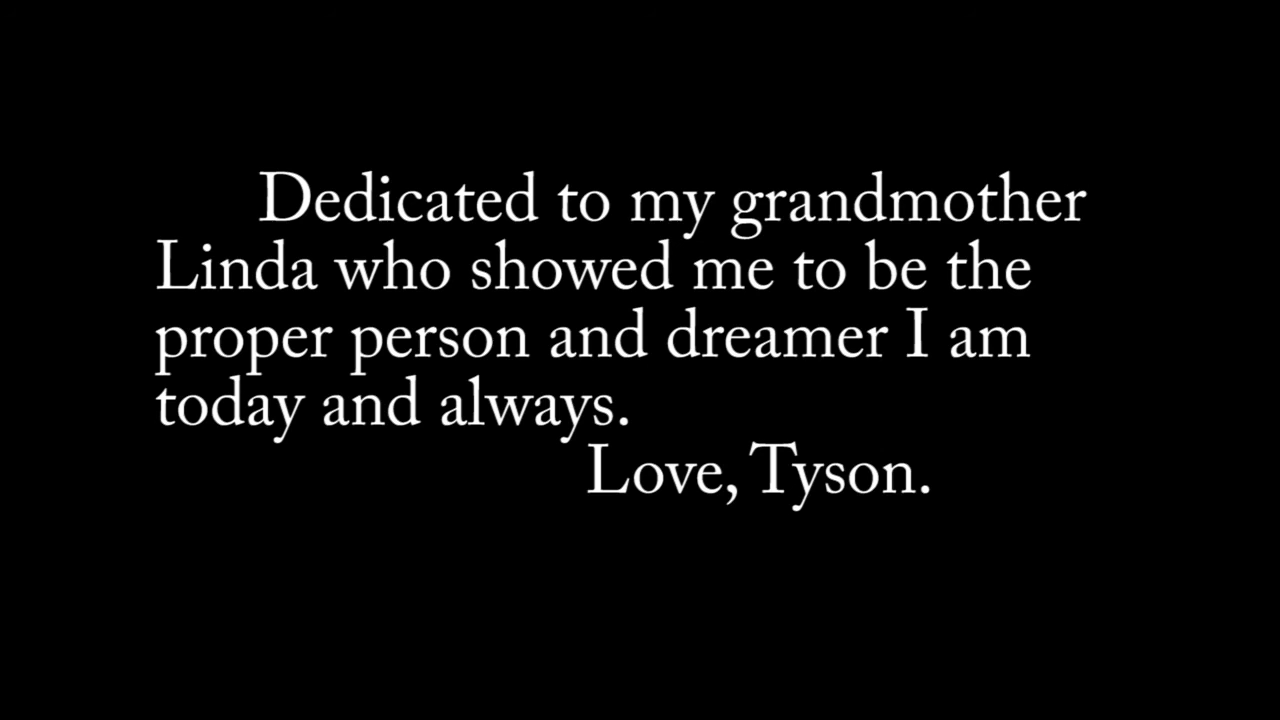 Dedicated to my grandmother
Linda who showed me to be the
proper person and dreamer I am
today and always.
Love, Tyson.